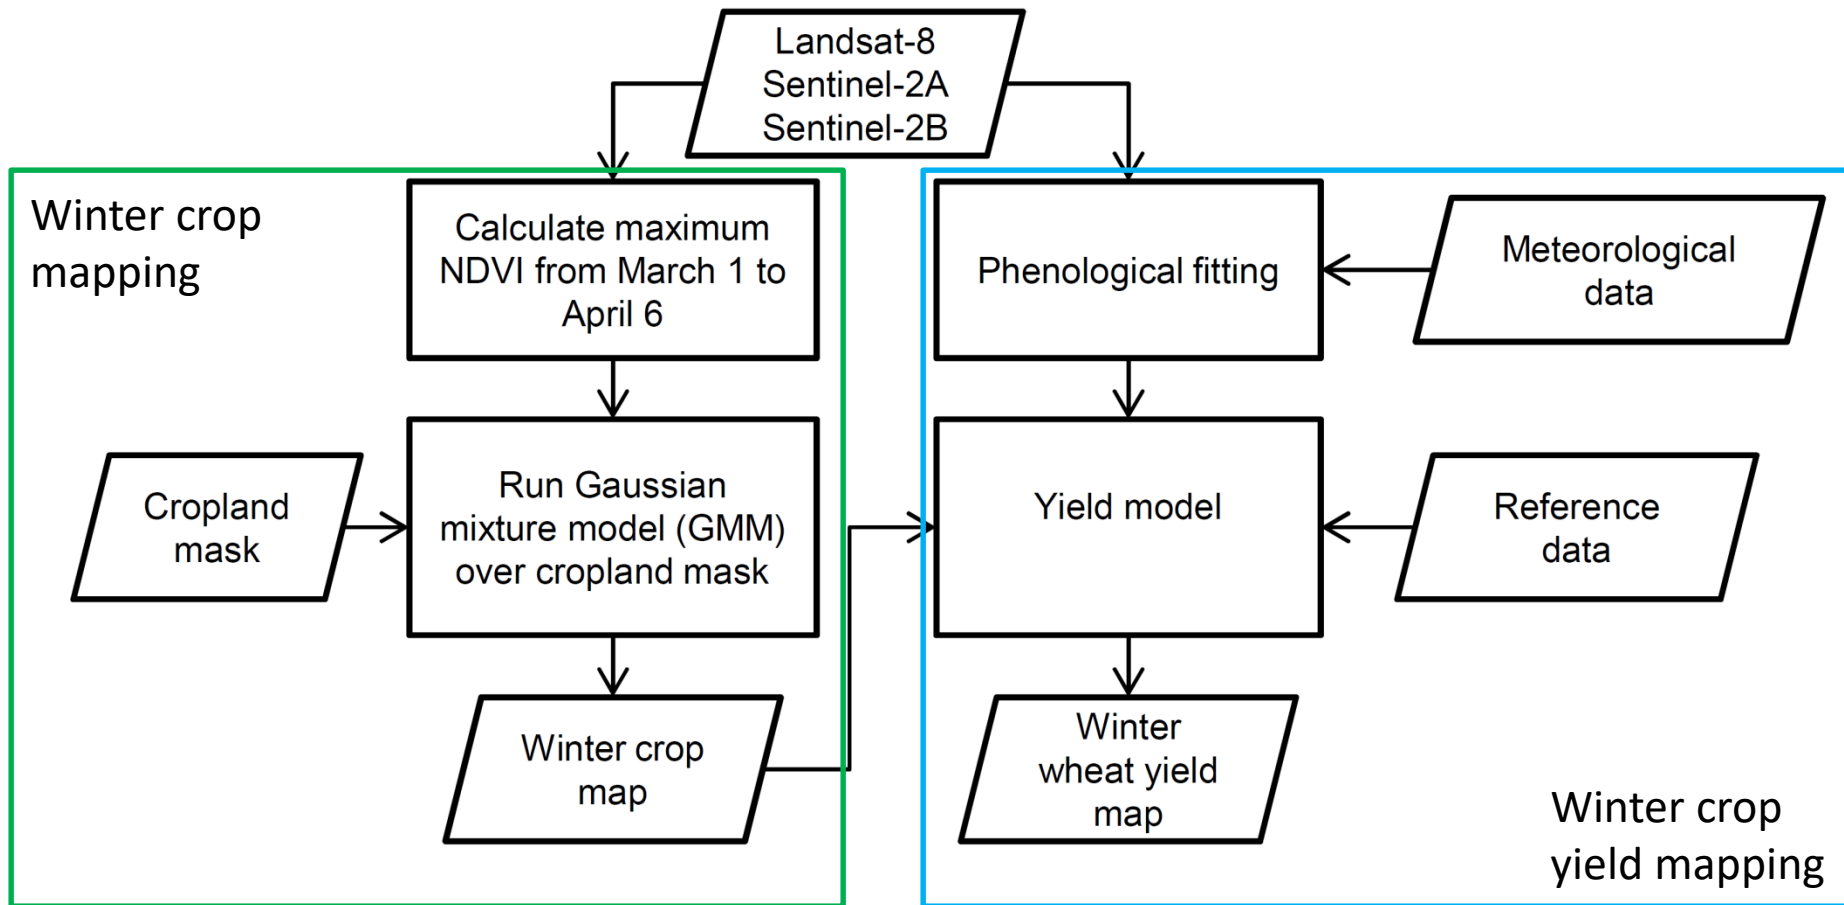 Landsat-8
Sentinel-2A
Sentinel-2B
Winter crop
mapping
Calculate maximum
NDVI from March 1 to
April 6
Phenological fitting
Meteorological
data
Cropland
mask
Run Gaussian
mixture model (GMM)
over cropland mask
Yield model
Reference
data
Winter crop
map
Winter
wheat yield
map
Winter crop
yield mapping